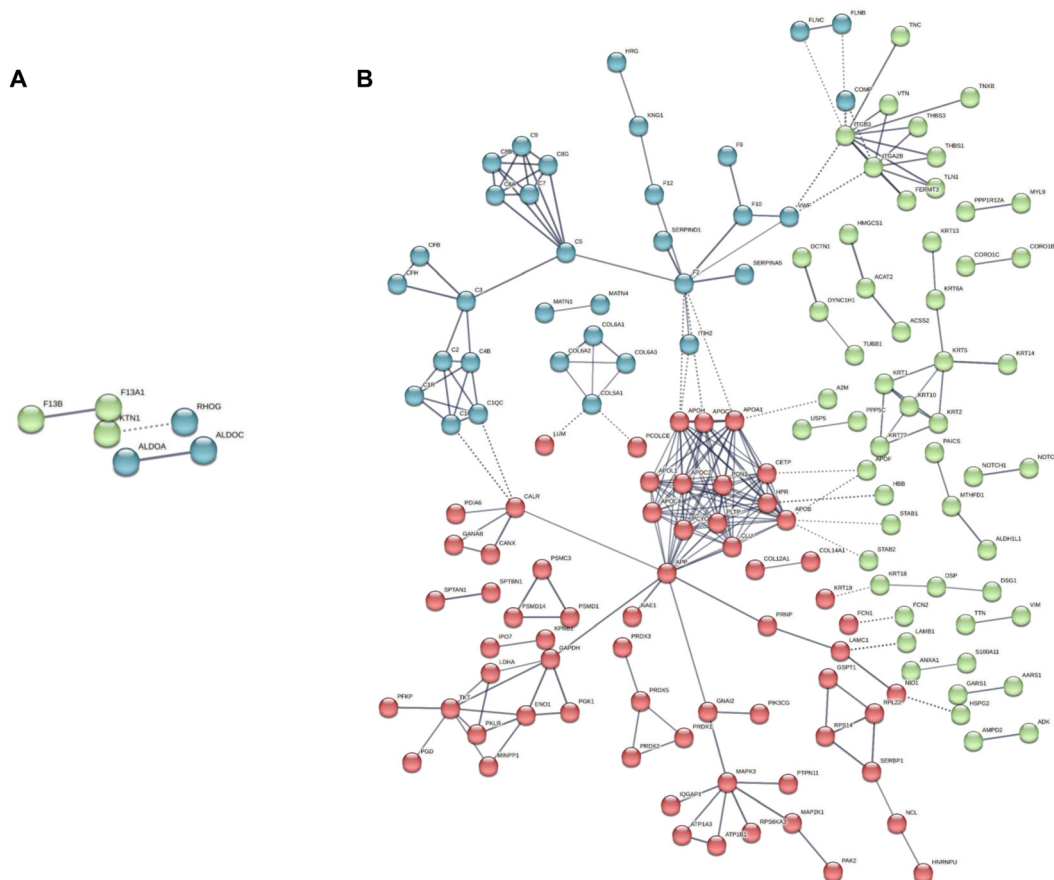 A
B
FLNC
FLNB
TNC
HRG
COMP
VTN
TNXB
ITGB3
THBS3
KNG1
C9
C8B
C8G
F9
THBS1
ITGA2B
TLN1
C8A
C7
F12
FERMT3
MYL9
PPP1R12A
F10
VWF
SERPIND1
HMGCS1
KRT13
CORO1B
DCTN1
CORO1C
C5
CFB
SERPINA5
F2
CFH
ACAT2
KRT6A
C3
MATN4
MATN1
DYNC1H1
ACSS2
COL6A1
ITIH2
TUBB1
C2
C4B
COL6A2
COL6A3
KRT5
KRT14
KRT1
F13A1
F13B
C1R
COL5A1
A2M
KRT10
KRT2
C1QC
KTN1
RHOG
APOH
APOA1
PPP5C
USP5
LUM
PCOLCE
KRT77
PAICS
ALDOC
ALDOA
NOTCH1
CETP
APOF
APOL1
APOC2
PON1
PDIA6
CALR
HPR
HBB
MTHFD1
APOB
PLTP
STAB1
GANAB
CANX
CLU
ALDH1L1
STAB2
PSMC3
APP
COL12A1
COL14A1
SPTBN1
SPTAN1
KRT19
KRT18
DSP
DSG1
PSMD14
PSMD1
NAE1
PRNP
FCN1
FCN2
TTN
VIM
IPO7
KPNB1
LAMC1
LAMB1
PRDX3
GAPDH
LDHA
GSPT1
ANXA1
S100A11
NID1
GARS1
AARS1
PFKP
TKT
ENO1
PGK1
PRDX5
GNAI2
PIK3CG
RPL22
HSPG2
PKLR
PRDX1
RPS14
AMPD2
ADK
PGD
MINPP1
PRDX2
SERBP1
MAPK3
PTPN11
IQGAP1
NCL
ATP1A3
ATP1B1
RPS6KA3
MAP2K1
PAK2
HNRNPU